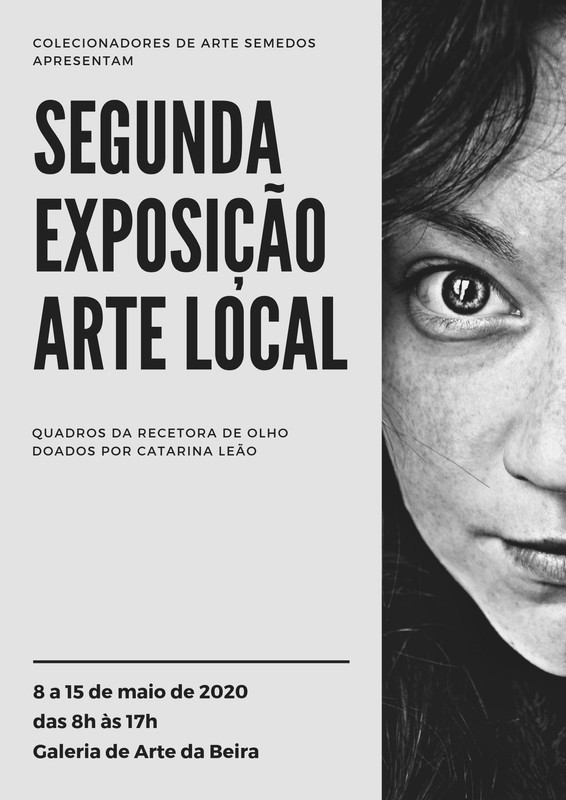 COLECIONADORES DE ARTE SEMEDOS
APRESENTAM
SEGUNDA
EXPOSIÇÃO
ARTE LOCAL
QUADROS DA RECETORA DE OLHO
DOADOS POR CATARINA LEÃO
8 a 15 de maio de 2020
das 8h às 17h
Galeria de Arte da Beira